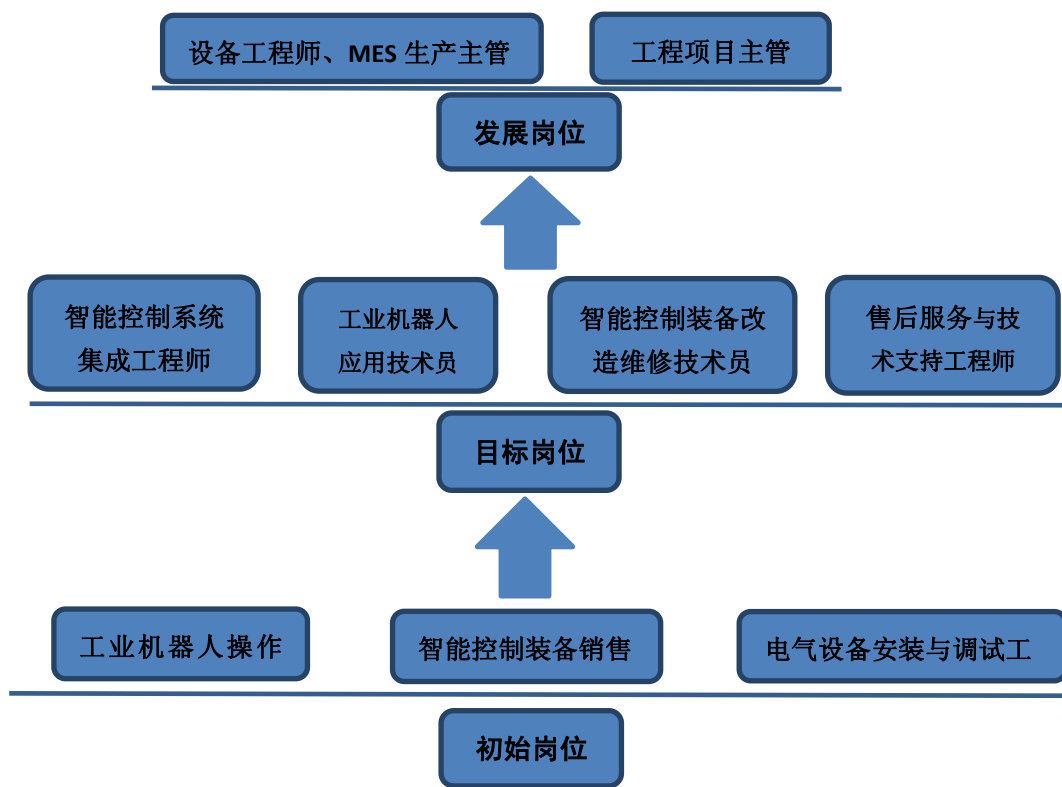 设备工程师、MES 生产主管
工程项目主管
发展岗位
智能控制系统
集成工程师
工业机器人
应用技术员
智能控制装备改
造维修技术员
售后服务与技
术支持工程师
目标岗位
工业机器人操作
智能控制装备销售
电气设备安装与调试工
初始岗位